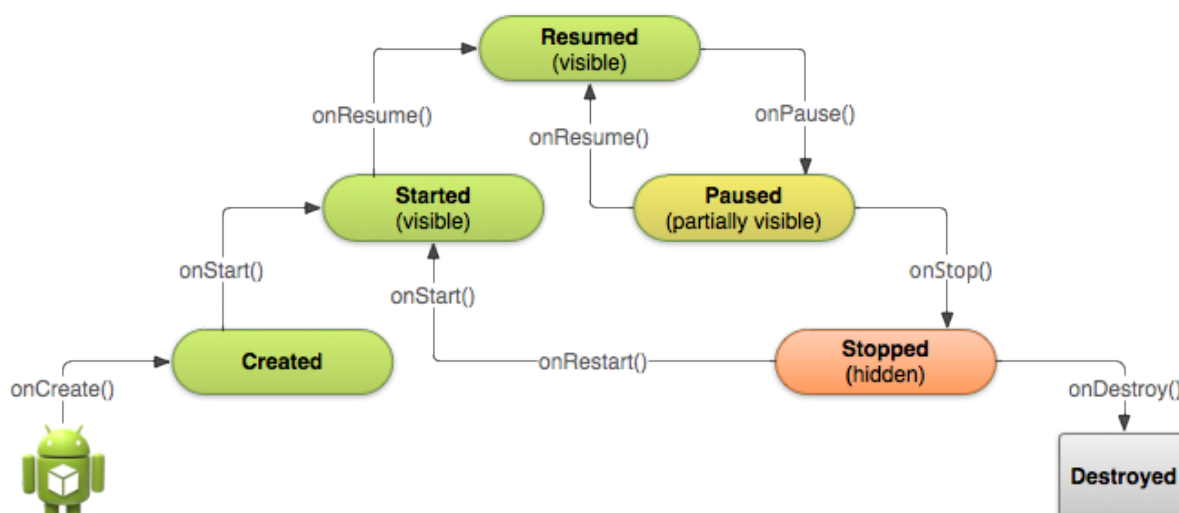 Resumed
(visible)
onResume()
onResume()
onPause()
Started
(visible)
Paused
(partially visible)
onStart()
onStart()
onStop()
Created
onRestart()
Stopped
(hidden)
onCreate()
onDestroy()
Destroyed